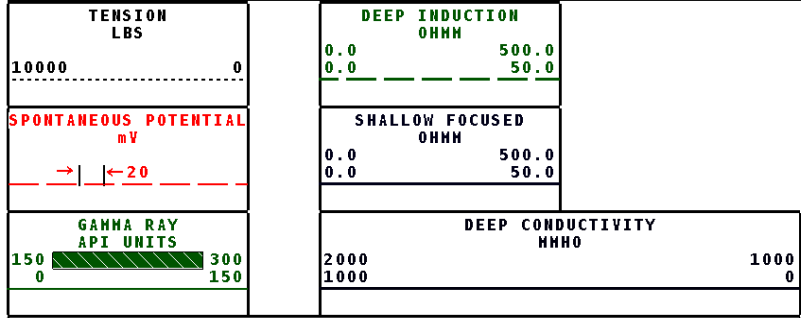 TENSION
LBS
10000 0
SPONTANEOUS POTENTIAL
mV
→ ←20
GAMMA RAY
API UNITS
150 300
0 150
DEEP INDUCTION
OHMM
0.0 500.0
0.0 50.0
SHALLOW FOCUSED
OHMM
0.0 500.0
0.0 50.0
DEEP CONDUCTIVITY
MMHO
2000 1000
1000 0